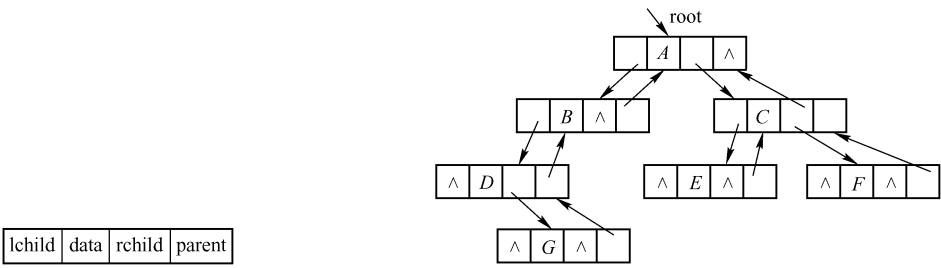 root
A ∧
B ∧
C
∧ D
∧ E ∧
∧ F ∧
∧ G ∧
lchild data rchild parent